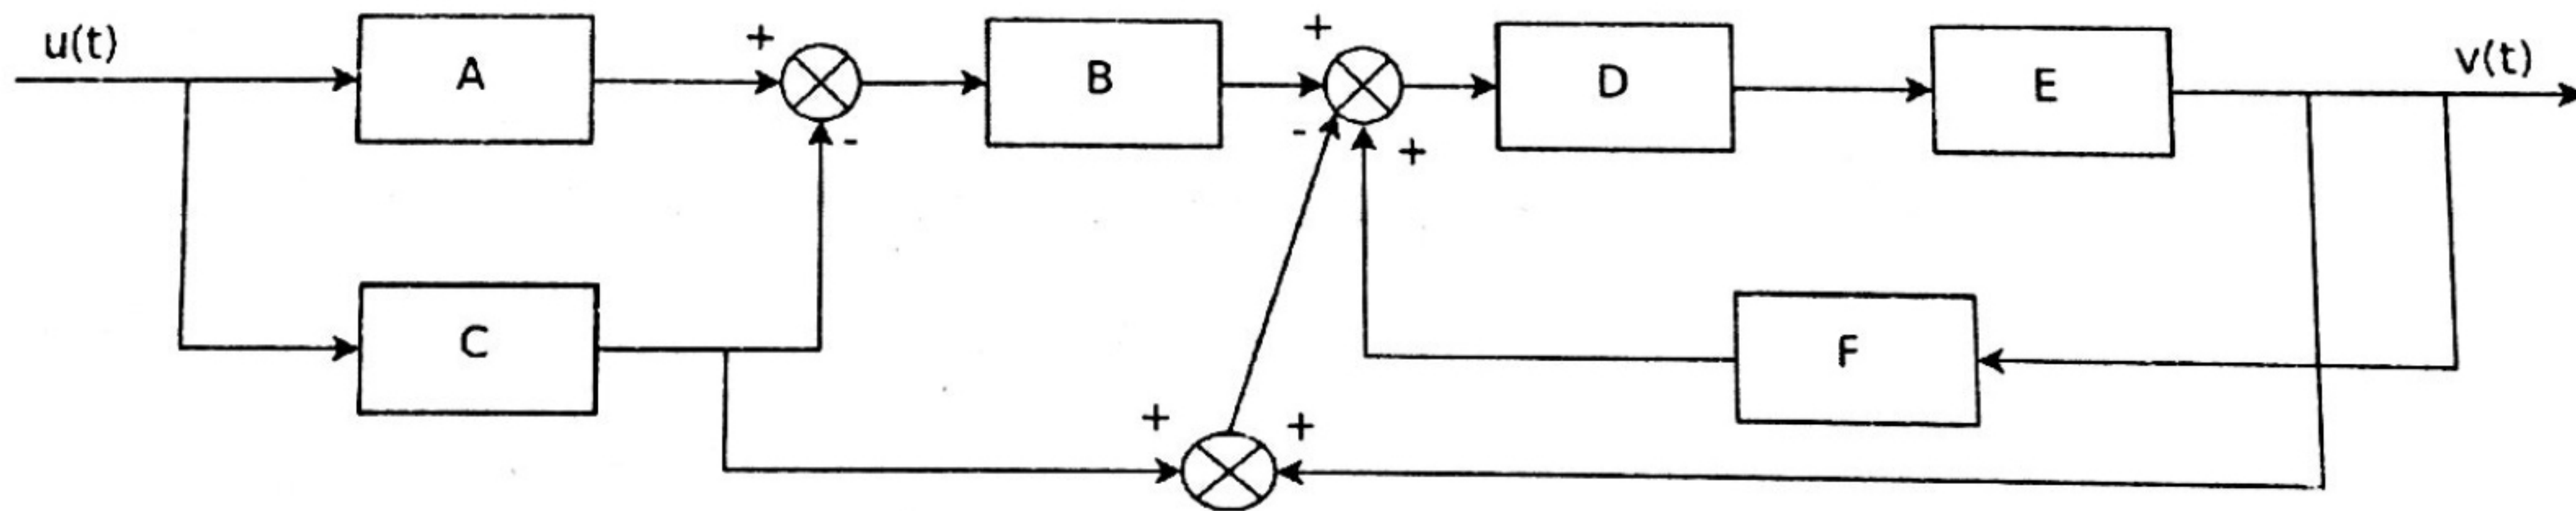 u(t)
A
+
-
B
+
-
+
D
E
v(t)
C
F
+
+